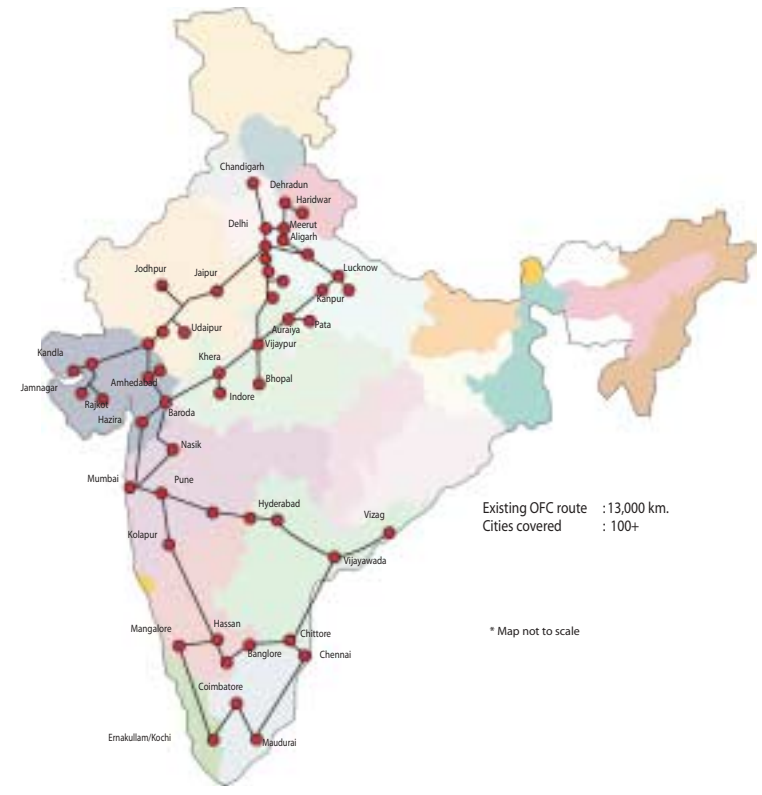 Chandigarh
Dehradun
Haridwar
Delhi
Meerut
Aligarh
Jodhpur
Jaipur
Lucknow
Kanpur
Udaipur
Auraiya
Pata
Kandla
Khera
Vijaypur
Jamnagar
Amhedabad
Bhopal
Rajkot
Baroda
Indore
Hazira
Nasik
Mumbai
Pune
Hyderabad
Vizag
Existing OFC route : 13,000 km.
Cities covered : 100+
Kolapur
Vijayawada
Mangalore
Hassan
Chittore
* Map not to scale
Banglore
Chennai
Coimbatore
Ernakullam/Kochi
Maudurai